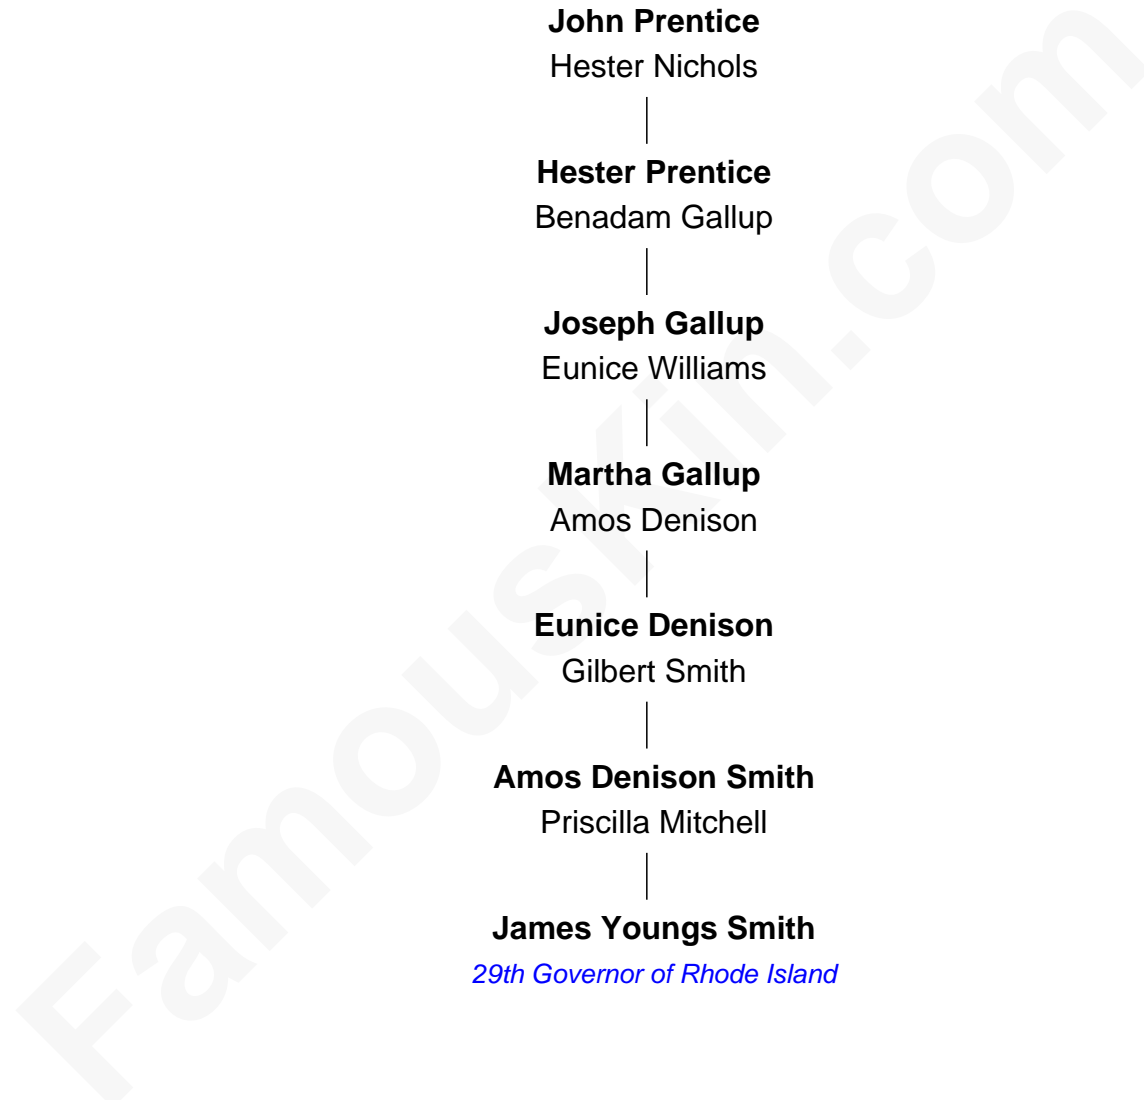 John Prentice
Hester Nichols
Hester Prentice
Benadam Gallup
Joseph Gallup
Eunice Williams
Martha Gallup
Amos Denison
Eunice Denison
Gilbert Smith
Amos Denison Smith
Priscilla Mitchell
James Youngs Smith
29th Governor of Rhode Island
FamousKin.com